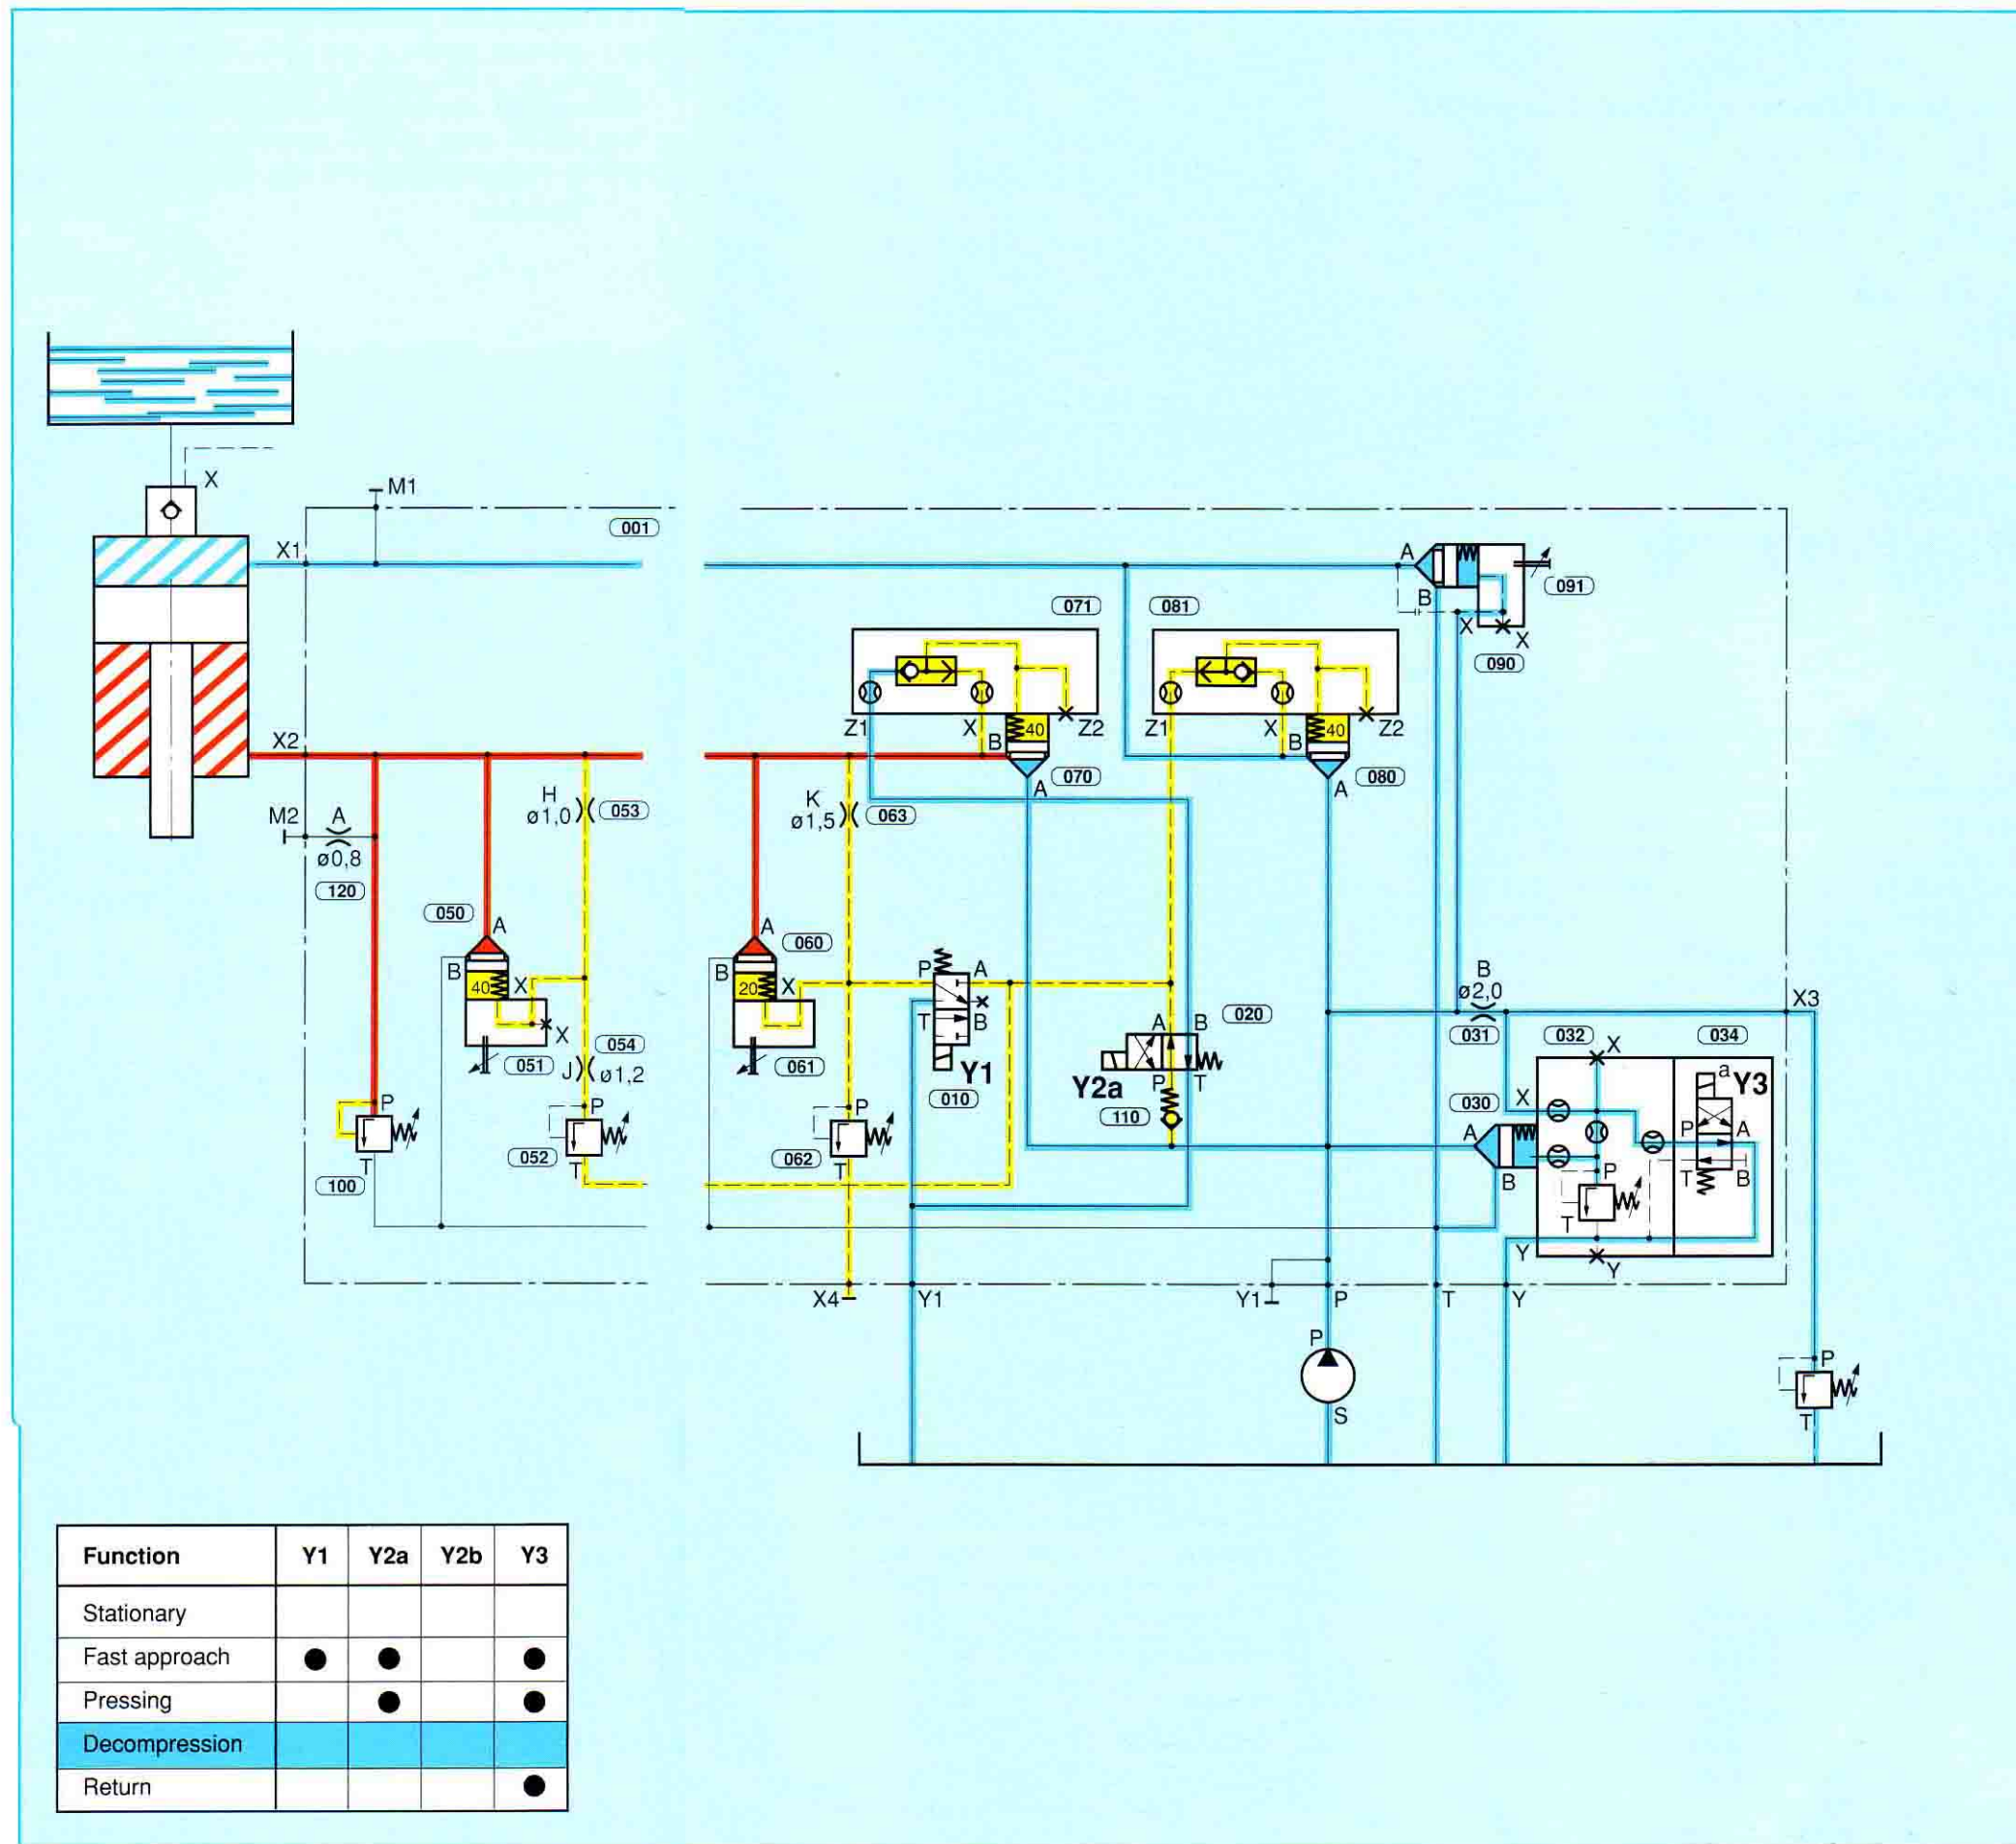 X
M1
001
X1
A
091
B
X
X
090
071
081
Z1
X
B
40
Z2
Z1
X
B
40
Z2
X2
070
080
A
A
H
ø1,0
053
K
ø1,5
063
M2
A
ø0,8
120
050
A
B
40
X
X
A
060
B
20
X
P
A
T
B
Y1
010
A
B
020
Y2a
P
T
110
B
ø2,0
X3
031
032
034
X
a
Y3
054
051
J
ø1,2
061
030
X
A
B
P
A
T
B
P
T
Y
Y
P
T
100
P
052
T
P
062
T
X4
Y1
Y1
P
T
Y
P
S
P
T
Function Y1 Y2a Y2b Y3
Stationary
Fast approach ● ● ●
Pressing ● ●
Decompression
Return ●